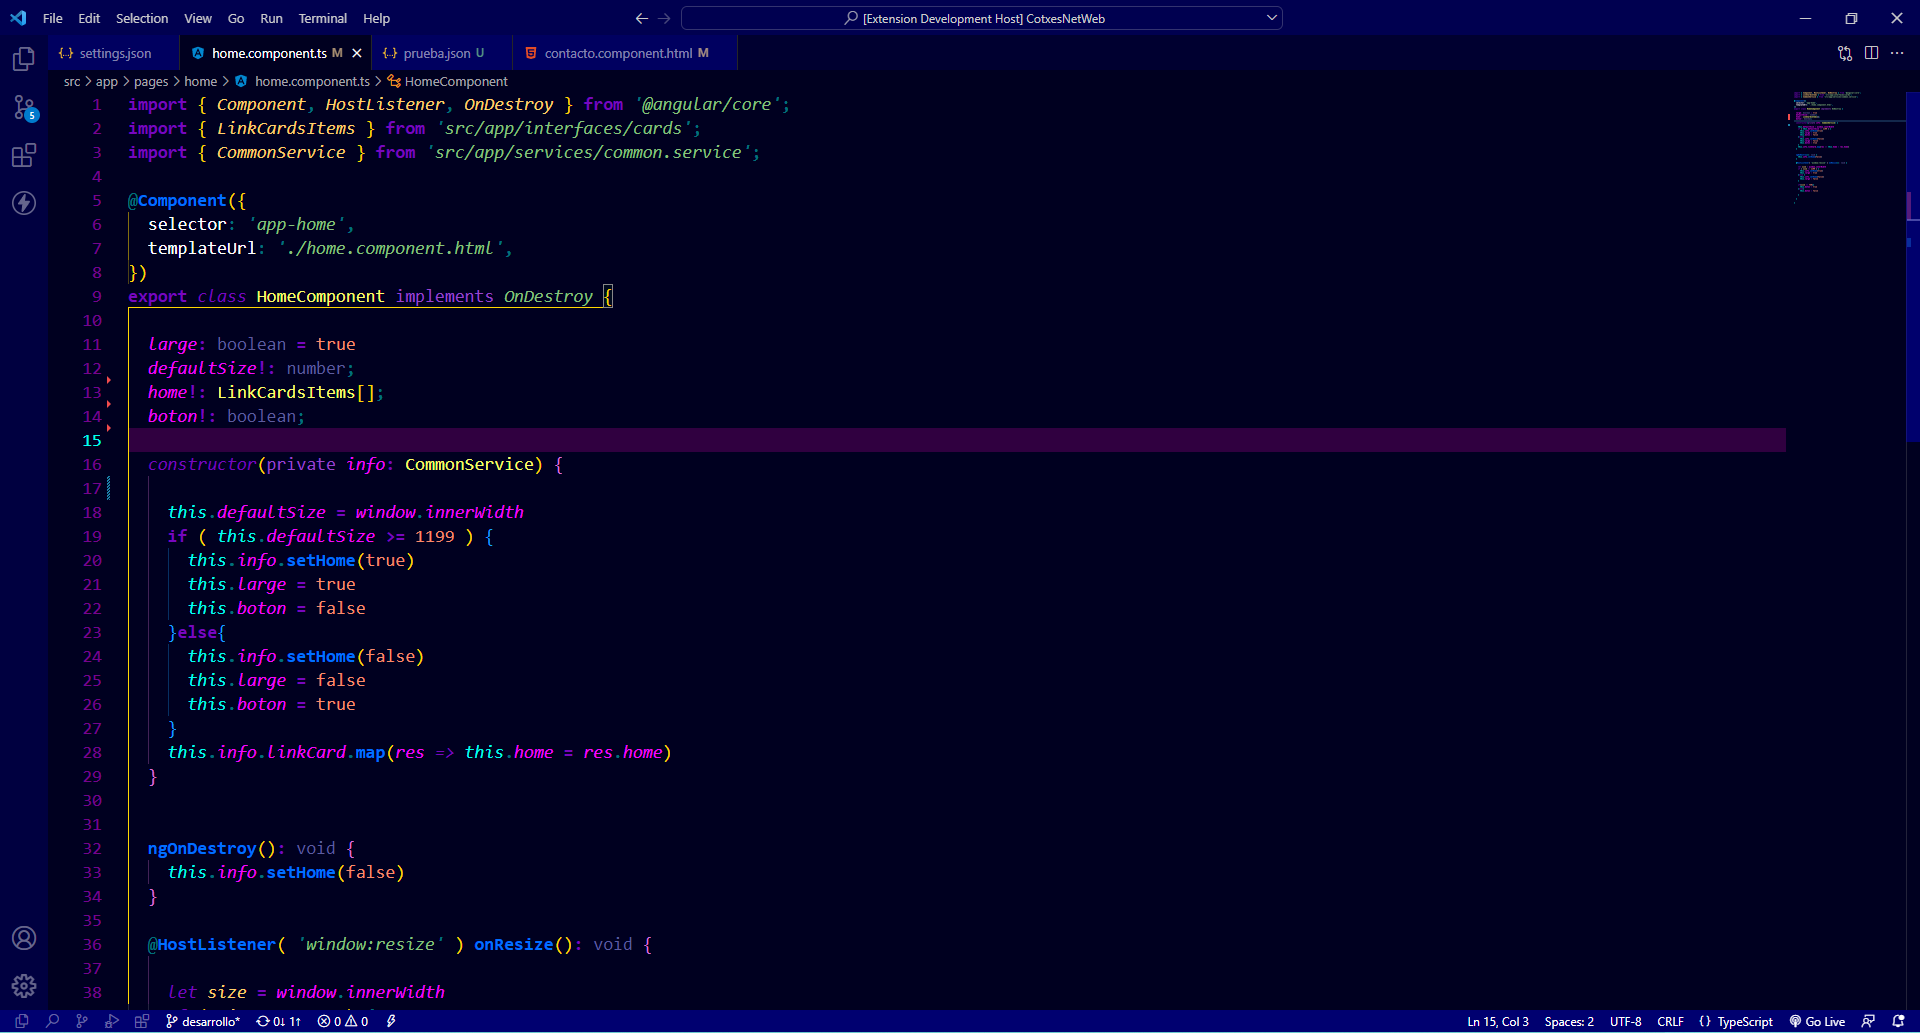 File Edit Selection View Go Run Terminal Help
[Extension Development Host] CotxesNetWeb
settings.json
home.component.ts M
prueba.json U
contacto.component.html M
src > app > pages > home > home.component.ts > HomeComponent
5
1 import { Component, HostListener, OnDestroy } from '@angular/core';
2 import { LinkCardsItems } from 'src/app/interfaces/cards';
3 import { CommonService } from 'src/app/services/common.service';
4
5 @Component({
6 selector: 'app-home',
7 templateUrl: './home.component.html',
8 })
9 export class HomeComponent implements OnDestroy {
10
11 large: boolean = true
12 defaultSize!: number;
13 home!: LinkCardsItems[];
14 boton!: boolean;
15
16 constructor(private info: CommonService) {
17
18 this.defaultSize = window.innerWidth
19 if ( this.defaultSize >= 1199 ) {
20 this.info.setHome(true)
21 this.large = true
22 this.boton = false
23 }else{
24 this.info.setHome(false)
25 this.large = false
26 this.boton = true
27 }
28 this.info.linkCard.map(res => this.home = res.home)
29 }
30
31
32 ngOnDestroy(): void {
33 this.info.setHome(false)
34 }
35
36 @HostListener( 'window:resize' ) onResize(): void {
37
38 let size = window.innerWidth
desarrollo* 0↓ 1↑ 0 0 Ln 15, Col 3 Spaces: 2 UTF-8 CRLF {} TypeScript Go Live